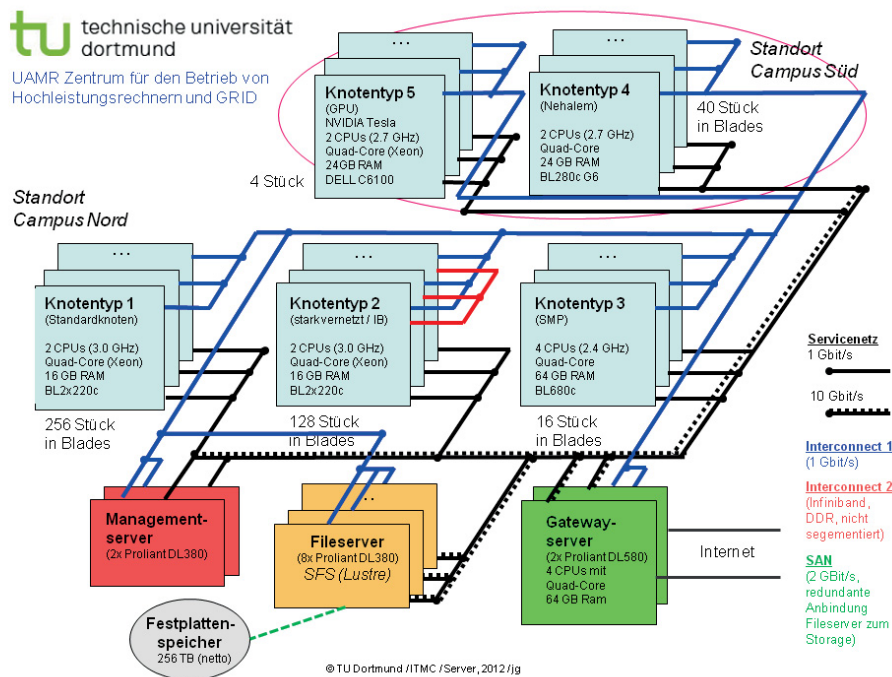 tu technische universität
dortmund
UAMR Zentrum für den Betrieb von
Hochleistungsrechnern und GRID
Standort
Campus Süd
...
Knotentyp 5
(GPU)
NVIDIA Tesla
2 CPUs (2.7 GHz)
Quad-Core (Xeon)
24GB RAM
DELL C6100
4 Stück
...
Knotentyp 4
(Nehalem)
2 CPUs (2.7 GHz)
Quad-Core
24 GB RAM
BL280c G6
40 Stück
in Blades
Standort
Campus Nord
...
Knotentyp 1
(Standardknoten)
2 CPUs (3.0 GHz)
Quad-Core (Xeon)
16 GB RAM
BL2x220c
256 Stück
in Blades
...
Knotentyp 2
(starkvernetzt / IB)
2 CPUs (3.0 GHz)
Quad-Core (Xeon)
16 GB RAM
BL2x220c
128 Stück
in Blades
...
Knotentyp 3
(SMP)
4 CPUs (2.4 GHz)
Quad-Core
64 GB RAM
BL680c
16 Stück
in Blades
Servicenetz
1 Gbit/s
10 Gbit/s
Interconnect 1
(1 Gbit/s)
Interconnect 2
(Infiniband,
DDR, nicht
segementiert)
SAN
(2 GBit/s,
redundante
Anbindung
Fileserver zum
Storage)
Management-
server
(2x Proliant DL380)
..
Fileserver
(8x Proliant DL380)
SFS (Lustre)
Gateway-
server
(2x Proliant DL580)
4 CPUs mit
Quad-Core
64 GB Ram
Internet
Festplatten-
speicher
256 TB (netto)
© TU Dortmund / ITMC / Server, 2012 / jg